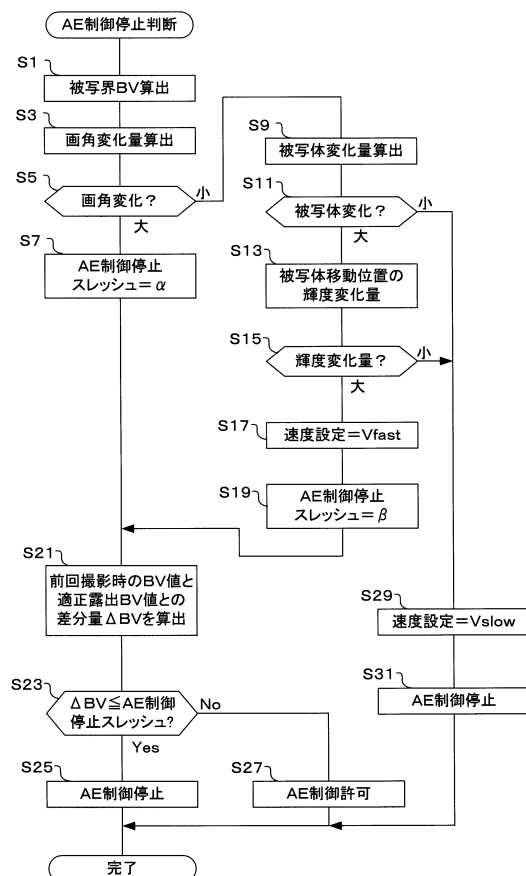 AE制御停止判断
S1
被写界BV算出
S3
画角変化量算出
S5
画角変化?
小
大
S7
AE制御停止
スレッシュ=α
S9
被写体変化量算出
S11
被写体変化?
小
大
S13
被写体移動位置の
輝度変化量
S15
輝度変化量?
小
大
S17
速度設定=Vfast
S19
AE制御停止
スレッシュ=β
S21
前回撮影時のBV値と
適正露出BV値との
差分量ΔBVを算出
S23
ΔBV≦AE制御
停止スレッシュ?
No
Yes
S25
AE制御停止
S27
AE制御許可
S29
速度設定=Vslow
S31
AE制御停止
完了